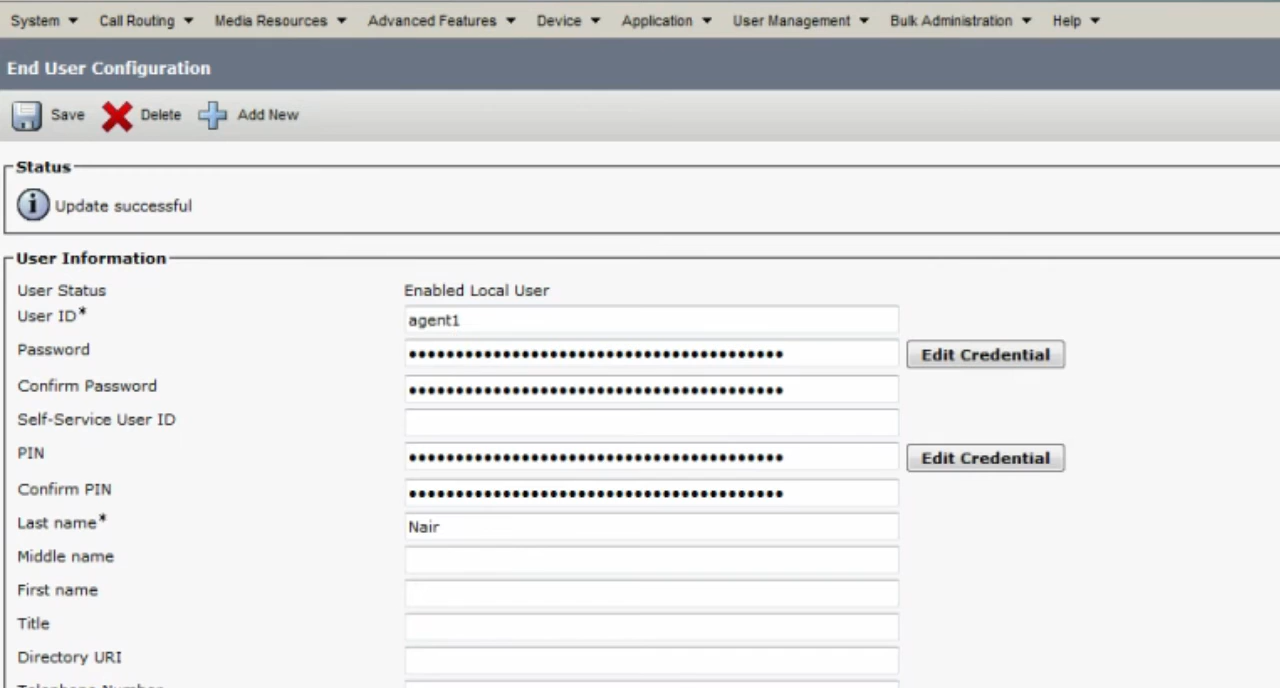 System Call Routing Media Resources Advanced Features Device Application User Management Bulk Administration Help
End User Configuration
Save Delete Add New
Status
Update successful
User Information
User Status Enabled Local User
User ID* agent1
Password Edit Credential
Confirm Password
Self-Service User ID
PIN Edit Credential
Confirm PIN
Last name* Nair
Middle name
First name
Title
Directory URI